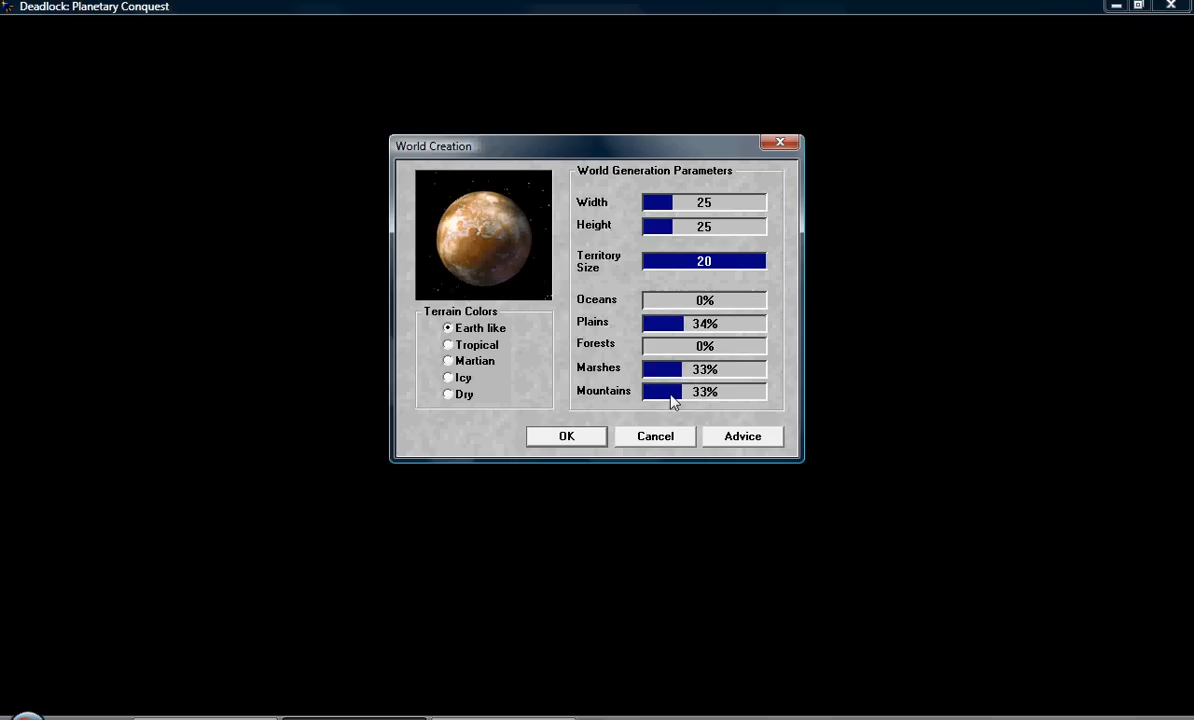 Deadlock: Planetary Conquest
World Creation
World Generation Parameters
Width 25
Height 25
Territory Size 20
Oceans 0%
Plains 34%
Forests 0%
Marshes 33%
Mountains 33%
Terrain Colors
Earth like
Tropical
Martian
Icy
Dry
OK Cancel Advice